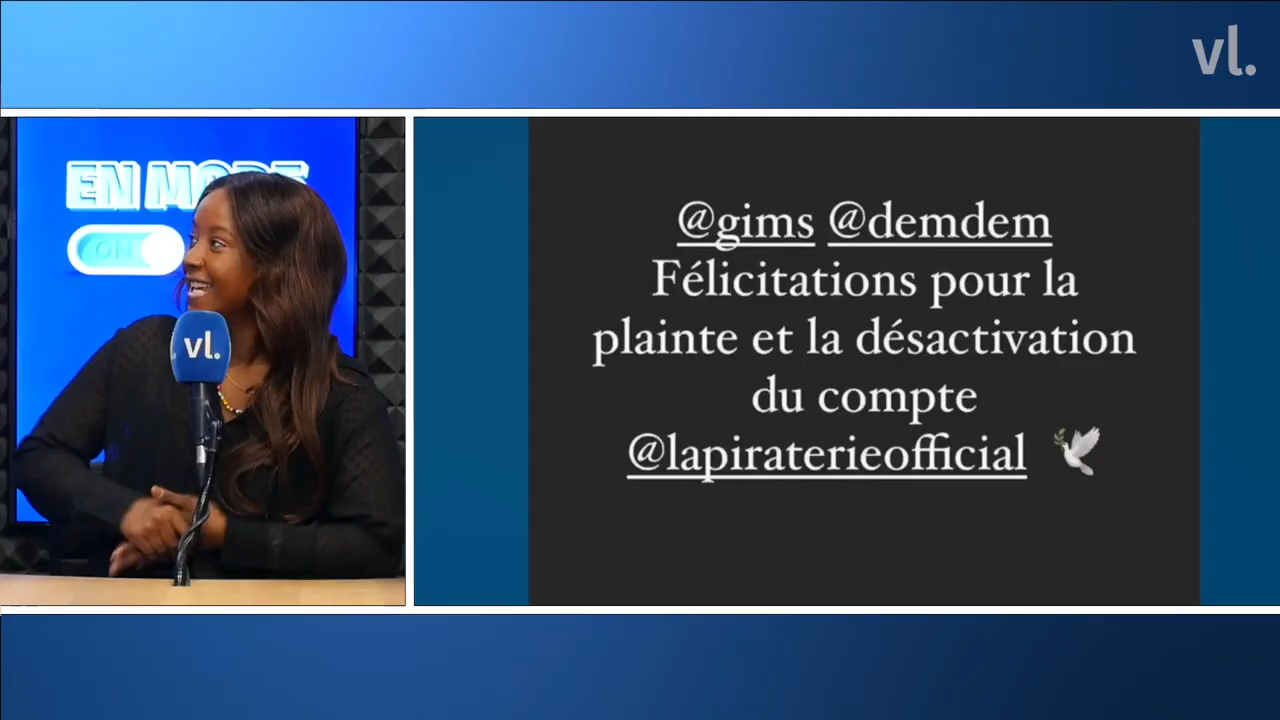 vl.
EN MODE
ON
vl.
@gims @demdem
Félicitations pour la
plainte et la désactivation
du compte
@lapiraterieofficial 🕊️